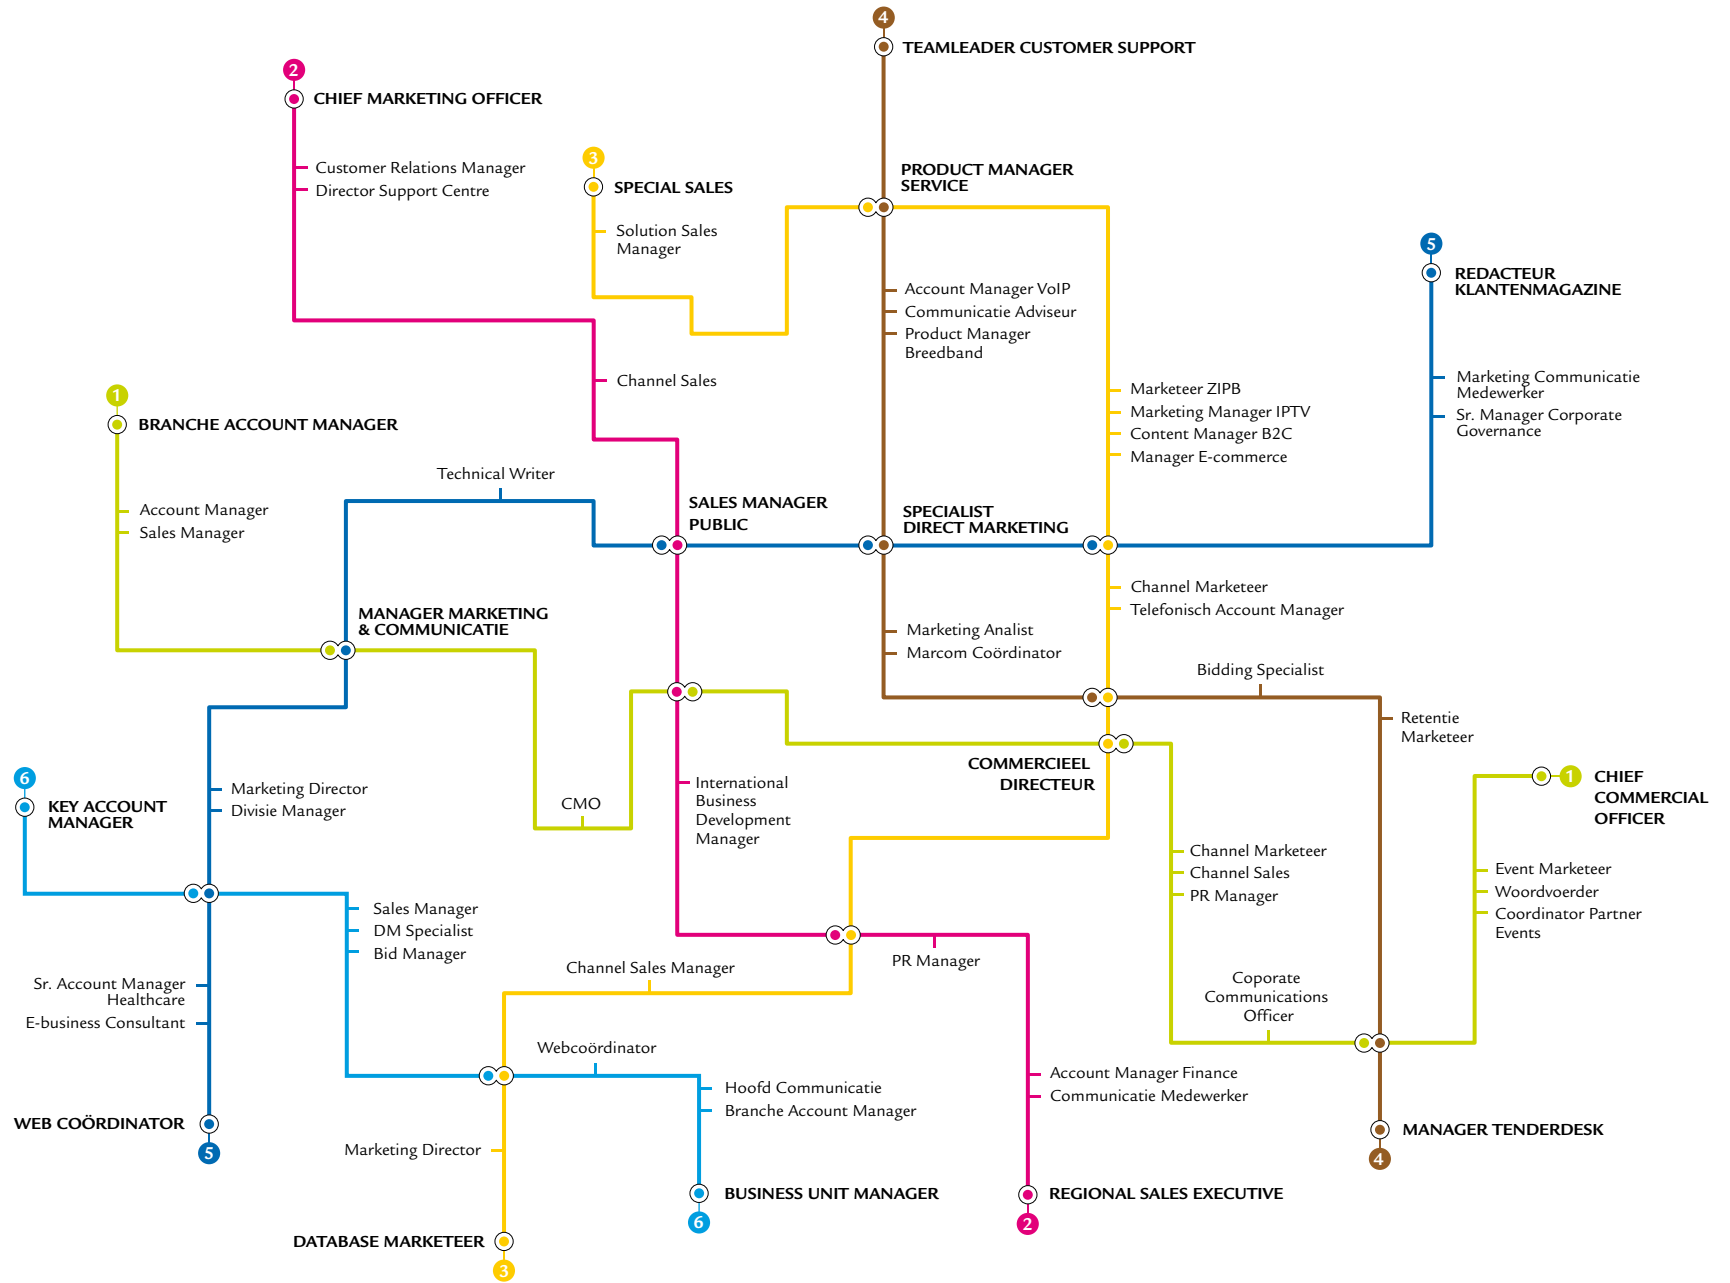 4
TEAMLEADER CUSTOMER SUPPORT
2
CHIEF MARKETING OFFICER
Customer Relations Manager
Director Support Centre
3
SPECIAL SALES
Solution Sales
Manager
PRODUCT MANAGER
SERVICE
Account Manager VoIP
Communicatie Adviseur
Product Manager
Breedband
5
REDACTEUR
KLANTENMAGAZINE
Marketing Communicatie
Medewerker
Sr. Manager Corporate
Governance
Channel Sales
Marketeer ZIPB
Marketing Manager IPTV
Content Manager B2C
Manager E-commerce
1
BRANCHE ACCOUNT MANAGER
Account Manager
Sales Manager
Technical Writer
SALES MANAGER
PUBLIC
SPECIALIST
DIRECT MARKETING
Channel Marketeer
Telefonisch Account Manager
MANAGER MARKETING
& COMMUNICATIE
Marketing Analist
Marcom Coördinator
Bidding Specialist
Retentie
Marketeer
COMMERCIEEL
DIRECTEUR
6
KEY ACCOUNT
MANAGER
Marketing Director
Divisie Manager
CMO
International
Business
Development
Manager
1
CHIEF
COMMERCIAL
OFFICER
Channel Marketeer
Channel Sales
PR Manager
Event Marketeer
Woordvoerder
Coordinator Partner
Events
Sales Manager
DM Specialist
Bid Manager
Channel Sales Manager
PR Manager
Sr. Account Manager
Healthcare
E-business Consultant
Coporate
Communications
Officer
Webcoördinator
Hoofd Communicatie
Branche Account Manager
Account Manager Finance
Communicatie Medewerker
WEB COÖRDINATOR
5
Marketing Director
MANAGER TENDERDESK
4
BUSINESS UNIT MANAGER
6
REGIONAL SALES EXECUTIVE
2
DATABASE MARKETEER
3